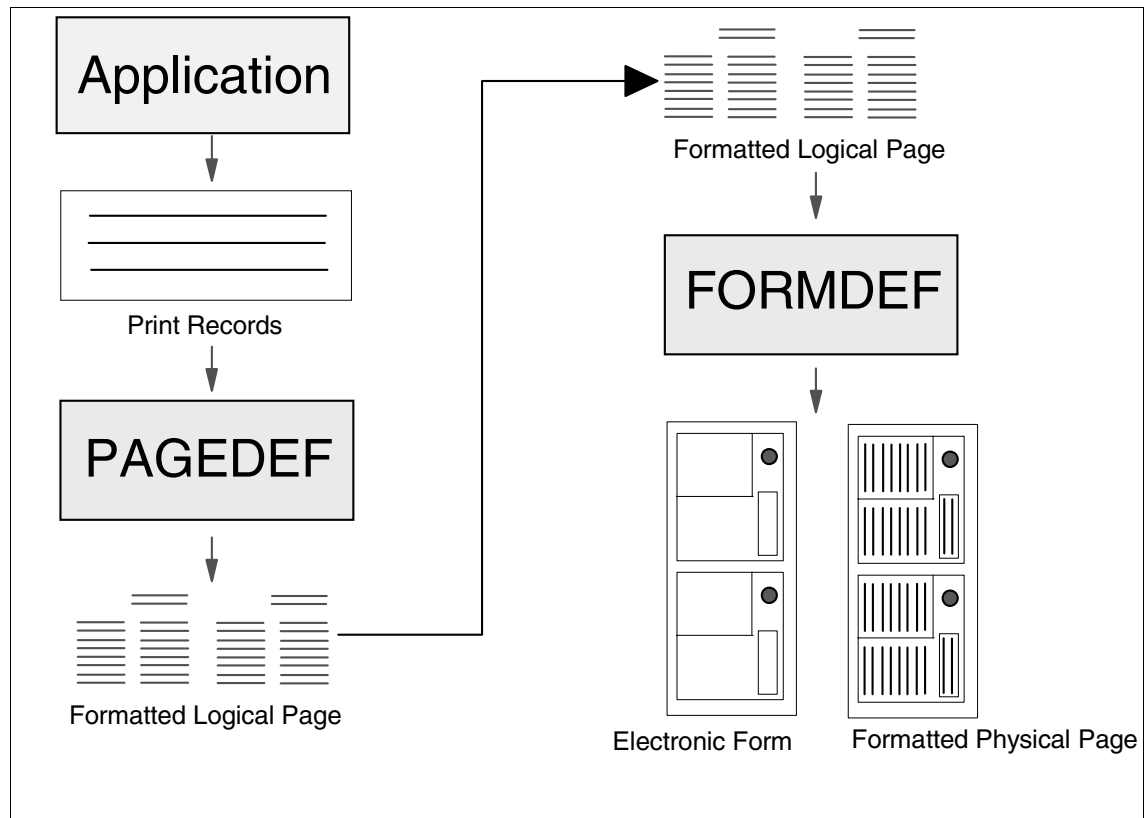 Application
Print Records
PAGEDEF
Formatted Logical Page
Formatted Logical Page
FORMDEF
Electronic Form
Formatted Physical Page